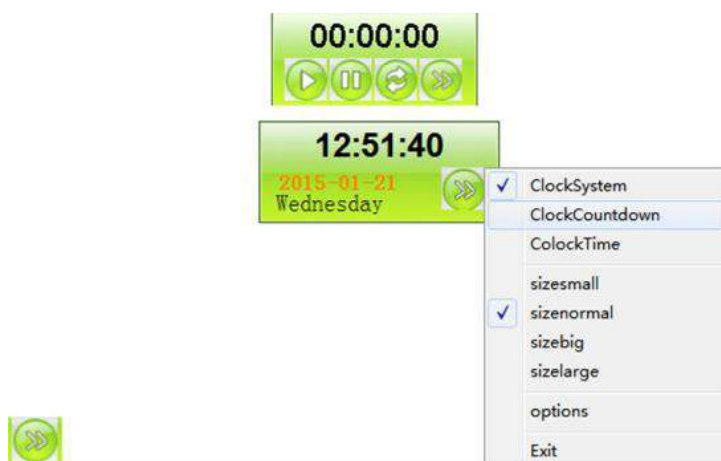 00:00:00
12:51:40
2015-01-21
Wednesday
ClockSystem
ClockCountdown
ColockTime
sizesmall
sizenormal
sizebig
sizelarge
options
Exit